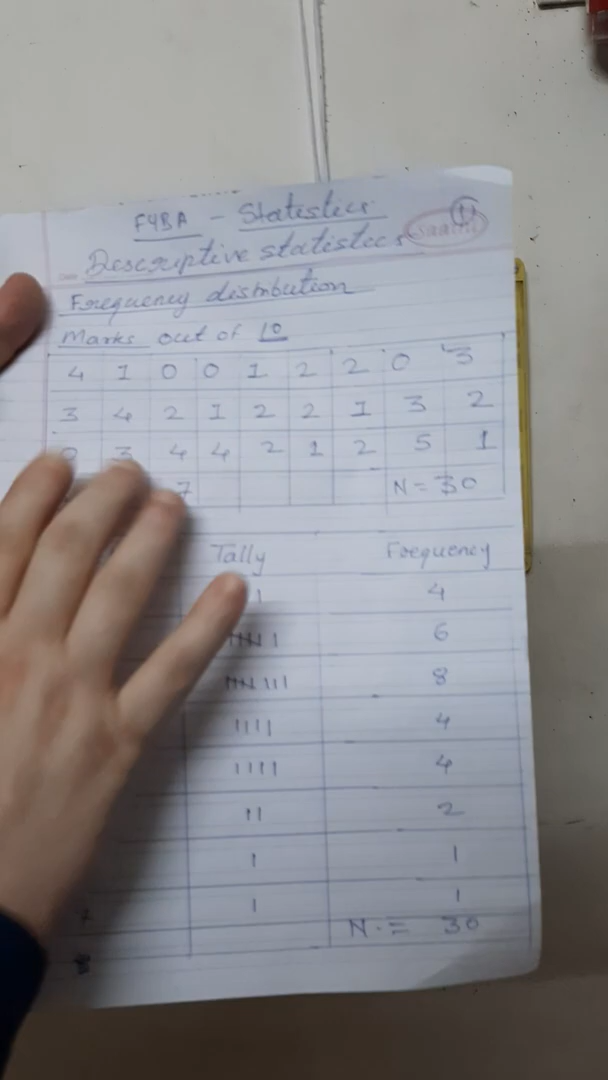 FYBA - Statistics
Descriptive statistics
Frequency distribution
Marks out of 10
4 1 0 0 1 2 2 0 3
3 4 2 1 2 2 1 3 2
3 4 4 2 1 2 5 1
7 N = 30
Tally Frequency
4
6
8
4
4
2
1
1
N. = 30